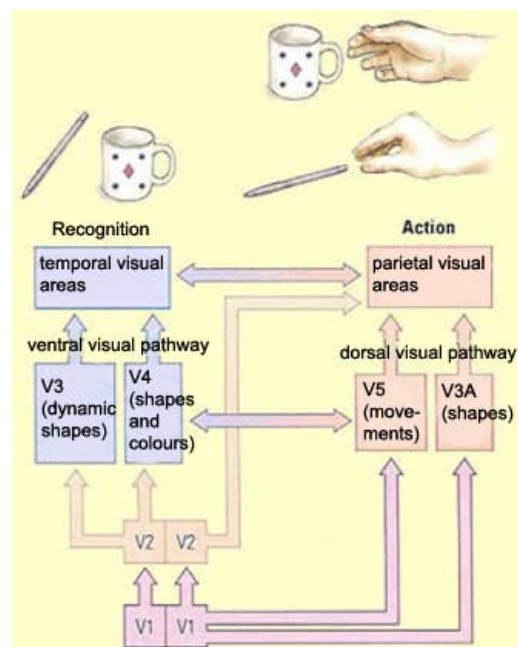 Recognition
Action
temporal visual
areas
parietal visual
areas
ventral visual pathway
dorsal visual pathway
V3
(dynamic
shapes)
V4
(shapes
and
colours)
V5
(move-
ments)
V3A
(shapes)
V2 V2
V1 V1